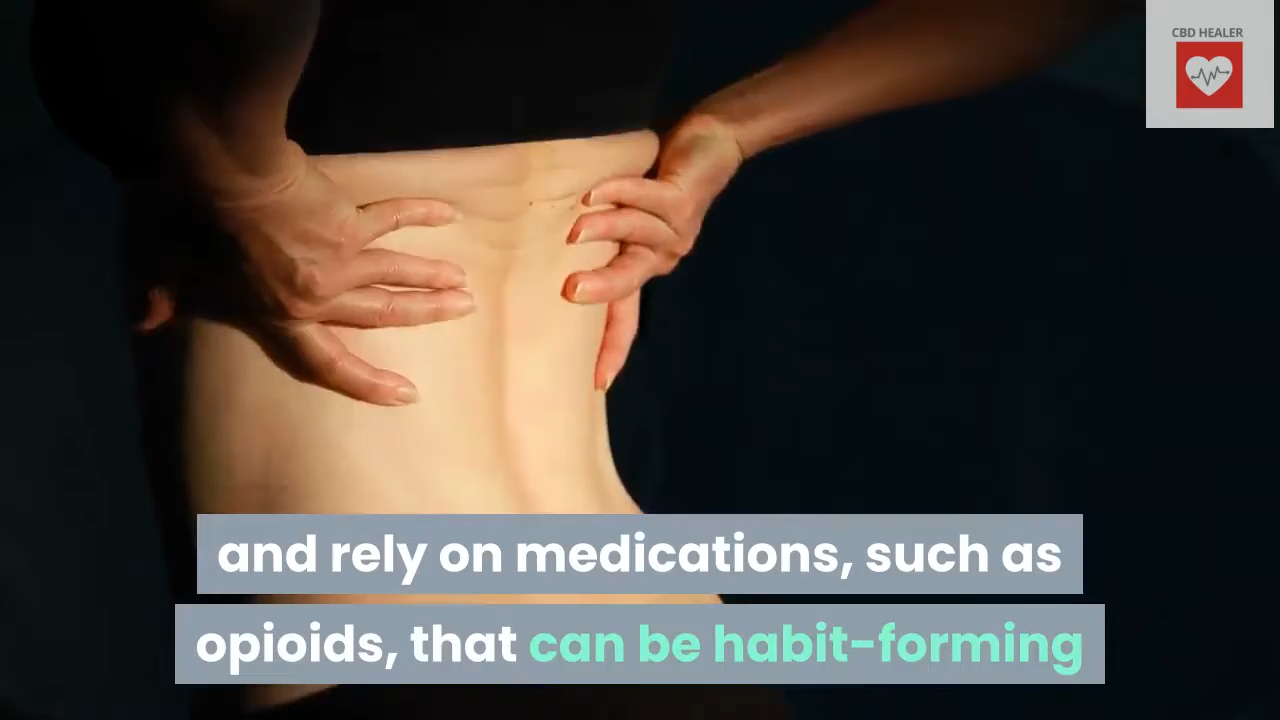 CBD HEALER
and rely on medications, such as
opioids, that can be habit-forming